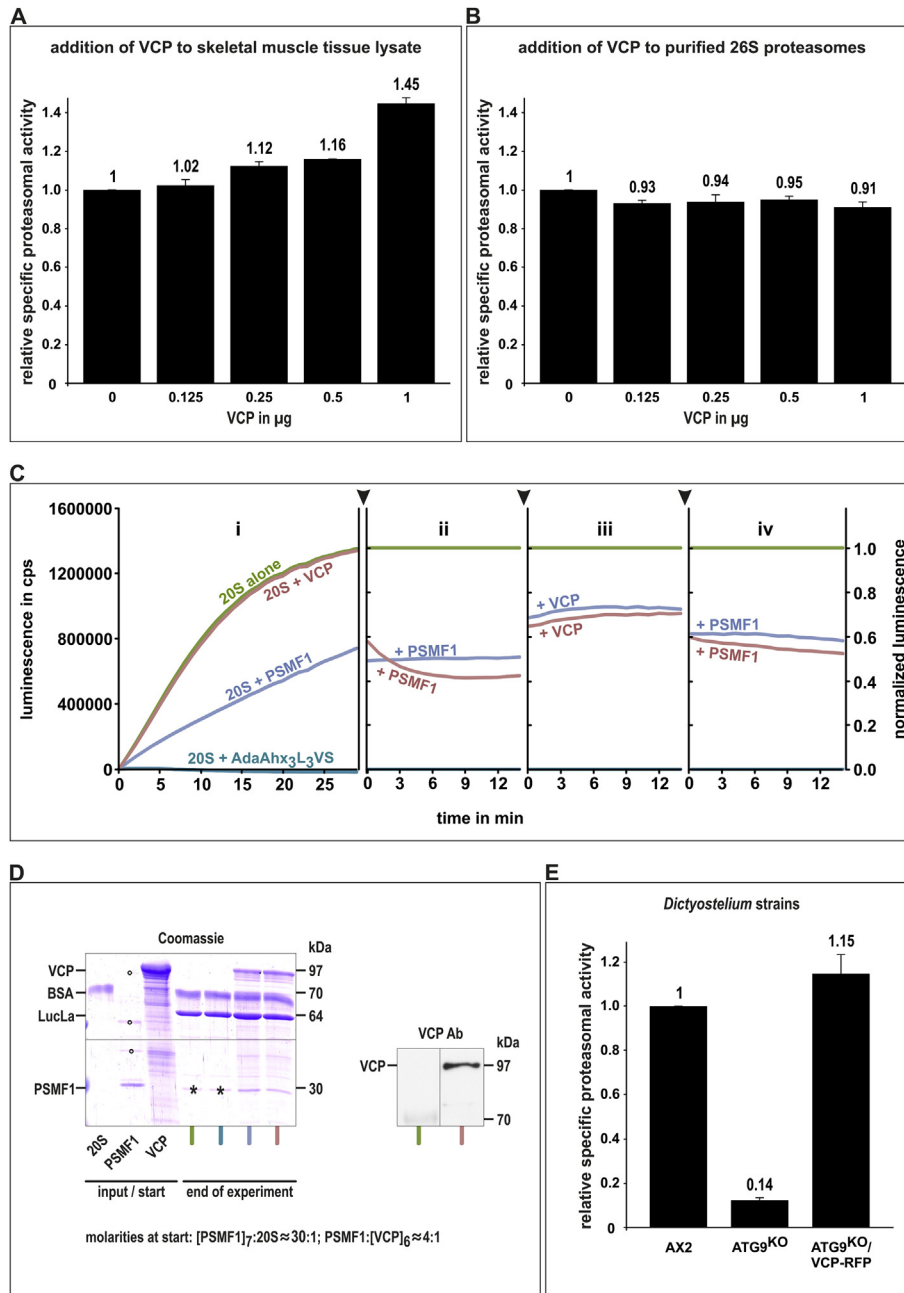 A
addition of VCP to skeletal muscle tissue lysate
relative specific proteasomal activity
1.4
1.2
1.0
0.8
0.6
0.4
0.2
0
1
1.02
1.12
1.16
1.45
0 0.125 0.25 0.5 1
VCP in µg
B
addition of VCP to purified 26S proteasomes
relative specific proteasomal activity
1.4
1.2
1.0
0.8
0.6
0.4
0.2
0
1
0.93
0.94
0.95
0.91
0 0.125 0.25 0.5 1
VCP in µg
C
luminescence in cps
1600000
1300000
800000
400000
0
i
20S alone
20S + VCP
20S + PSMF1
20S + AdaAhx3L3VS
0 5 10 15 20 25
ii
+ PSMF1
+ PSMF1
0 3 6 9 12
iii
+ VCP
+ VCP
0 3 6 9 12
iv
+ PSMF1
+ PSMF1
0 3 6 9 12
1.0
0.8
0.6
0.4
0.2
0.0
normalized luminescence
time in min
D
Coomassie
kDa
VCP 97
BSA 70
LucLa 64
PSMF1 * * 30
20S PSMF1 VCP
input / start end of experiment
VCP Ab
kDa
VCP 97
70
molarities at start: [PSMF1]7:20S≈30:1; PSMF1:[VCP]6≈4:1
E
Dictyostelium strains
relative specific proteasomal activity
1.2
1.0
0.8
0.6
0.4
0.2
0
1
0.14
1.15
AX2 ATG9KO ATG9KO/
VCP-RFP